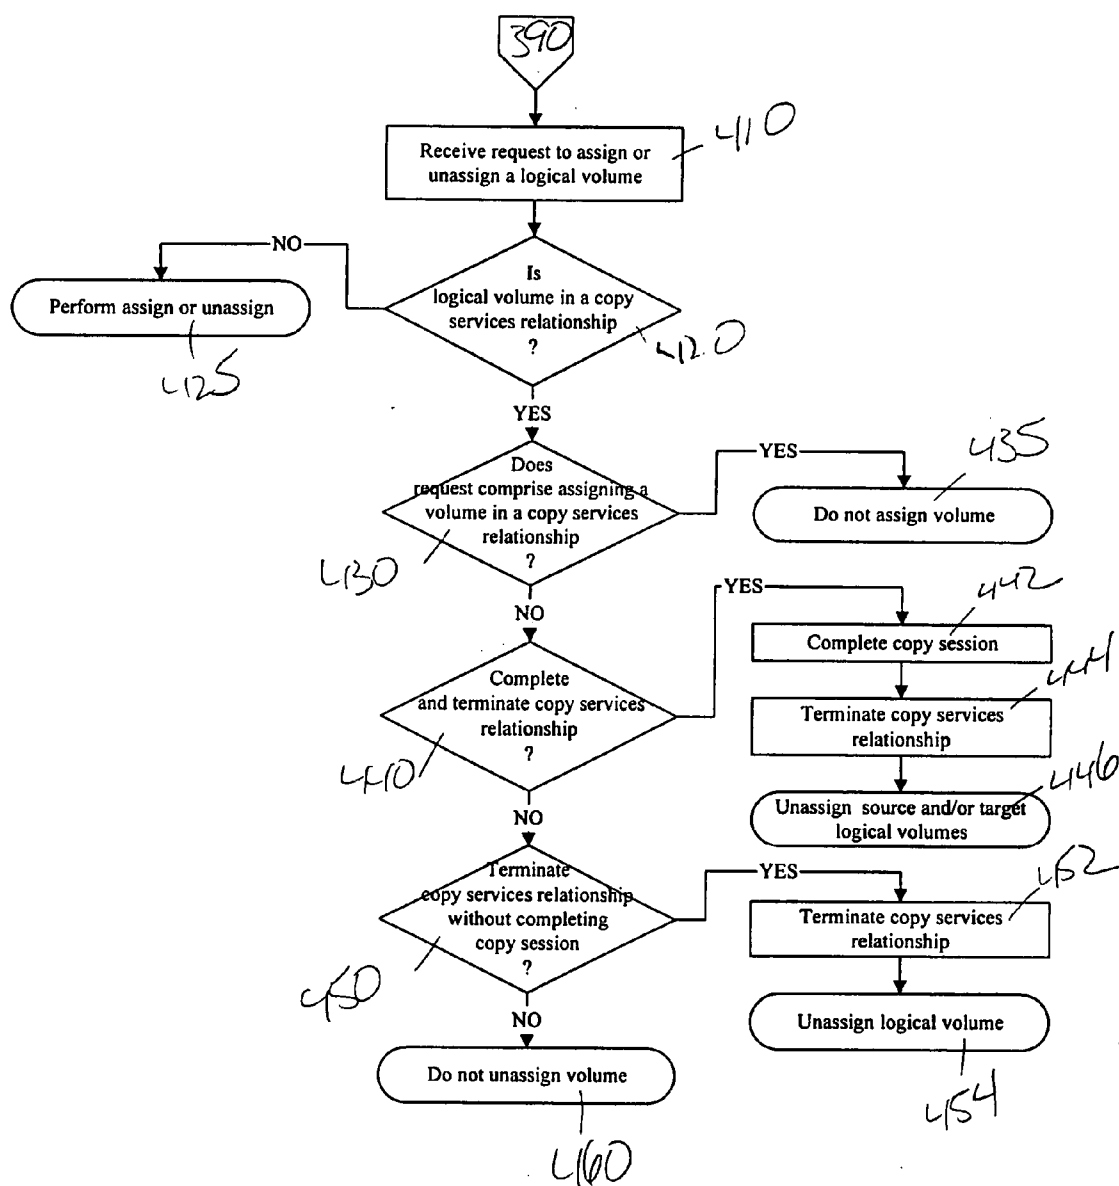 390
Receive request to assign or
unassign a logical volume
410
NO
Is
logical volume in a copy
services relationship
?
420
Perform assign or unassign
425
YES
Does
request comprise assigning a
volume in a copy services
relationship
?
430
YES
435
Do not assign volume
NO
Complete
and terminate copy services
relationship
?
440
YES
442
Complete copy session
444
Terminate copy services
relationship
446
Unassign source and/or target
logical volumes
NO
Terminate
copy services relationship
without completing
copy session
?
450
YES
452
Terminate copy services
relationship
Unassign logical volume
454
NO
Do not unassign volume
460